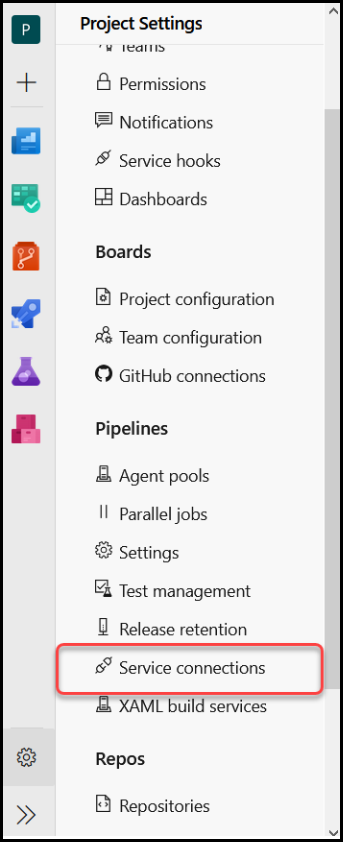 P
Project Settings
Teams
Permissions
Notifications
Service hooks
Dashboards
Boards
Project configuration
Team configuration
GitHub connections
Pipelines
Agent pools
Parallel jobs
Settings
Test management
Release retention
Service connections
XAML build services
Repos
Repositories